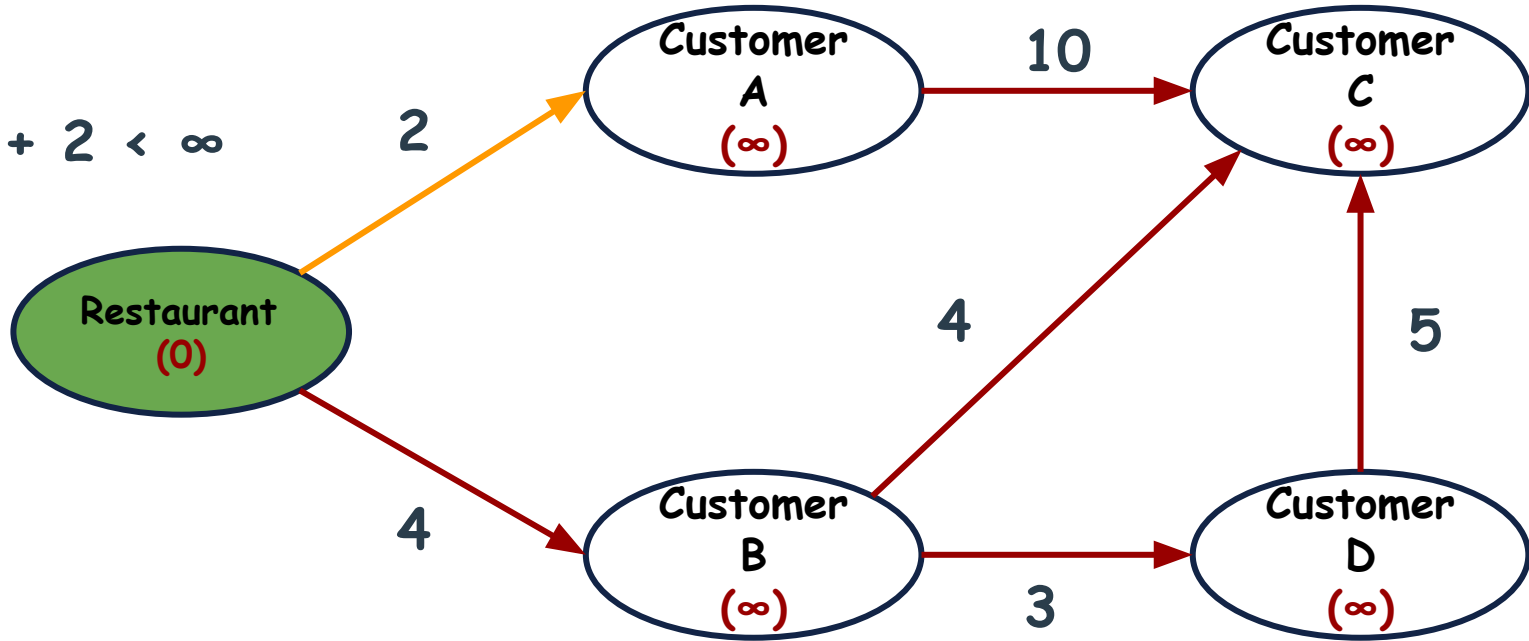 Customer
A
(∞)
10
Customer
C
(∞)
+ 2 < ∞
2
Restaurant
(0)
4
5
4
Customer
B
(∞)
3
Customer
D
(∞)